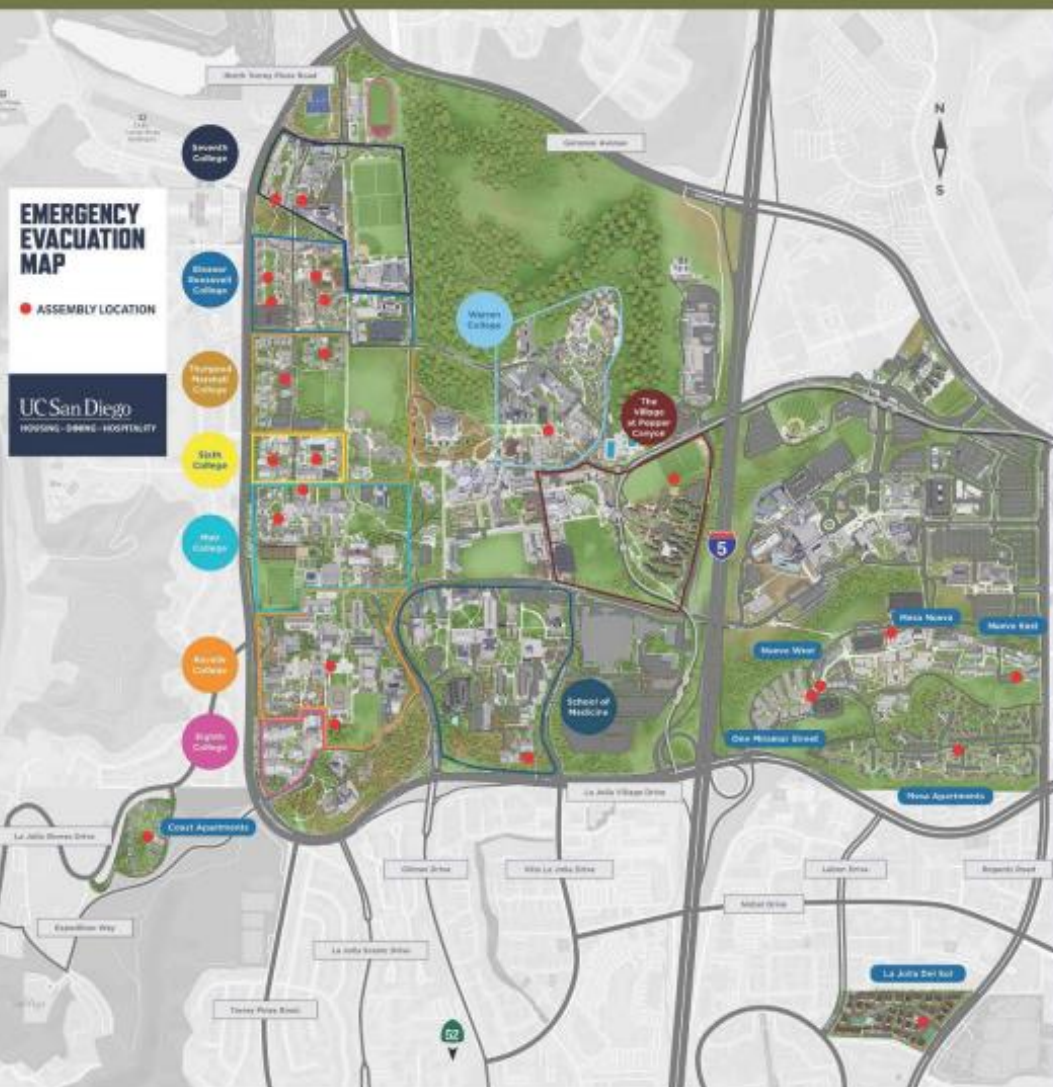 North Torrey Pines Road
Genesee Avenue
N
S
Seventh
College
EMERGENCY
EVACUATION
MAP
ASSEMBLY LOCATION
UC San Diego
HOUSING • DINING • HOSPITALITY
Eleanor
Roosevelt
College
Warren
College
Thurgood
Marshall
College
The
Village
at Pepper
Canyon
Sixth
College
Muir
College
5
Mesa Nueva
Nuevo East
Nuevo West
Revelle
College
School of
Medicine
Eighth
College
One Miramar Street
La Jolla Village Drive
Mesa Apartments
Coast Apartments
La Jolla Shores Drive
Gilman Drive
Villa La Jolla Drive
Lebon Drive
Regents Road
Nobel Drive
Expedition Way
La Jolla Scenic Drive
La Jolla Del Sol
Torrey Pines Road
52